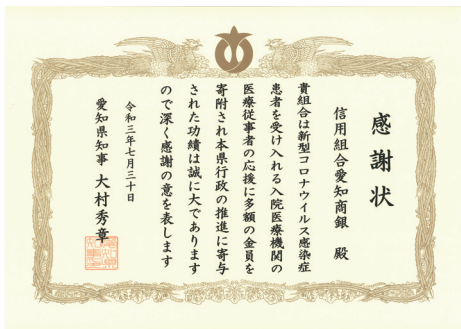 感謝状
信用組合愛知商銀 殿
貴組合は新型コロナウイルス感染症
患者を受け入れる入院医療機関の
医療従事者の応援に多額の金員を
寄附され本県行政の推進に寄与
された功績は誠に大であります
ので深く感謝の意を表します
令和三年七月三十日
愛知県知事 大村秀章